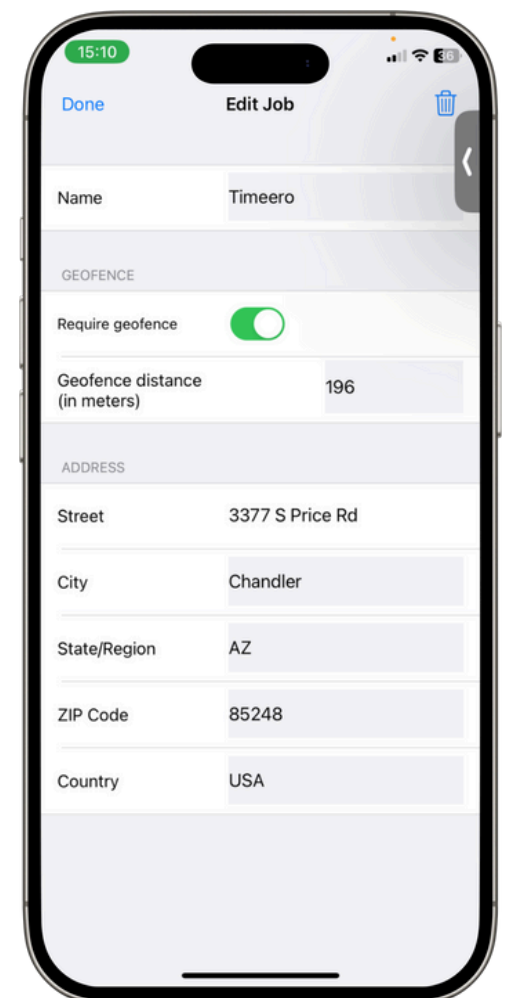 15:10
36
Done
Edit Job
Name
Timeero
GEOFENCE
Require geofence
Geofence distance
(in meters)
196
ADDRESS
Street
3377 S Price Rd
City
Chandler
State/Region
AZ
ZIP Code
85248
Country
USA